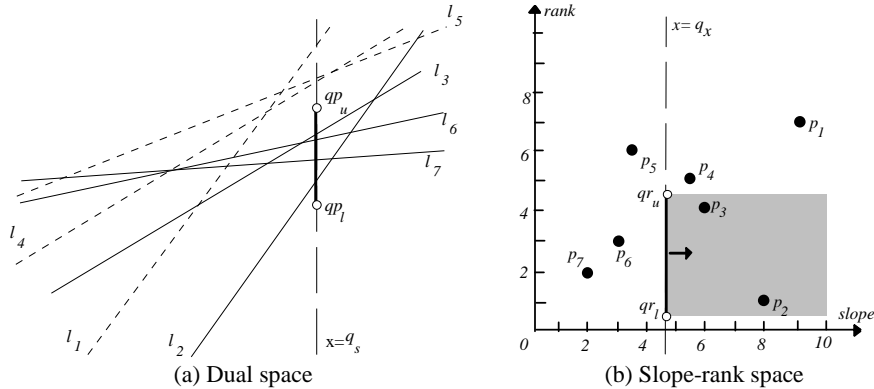 l5
l3
qpu
l6
l7
qpl
l4
l1
l2
x=qs
(a) Dual space
rank
x= qx
8
p1
6
p5
p4
qru
4
p3
p6
p7
2
qrl
p2
slope
0
2
4
6
8
10
(b) Slope-rank space